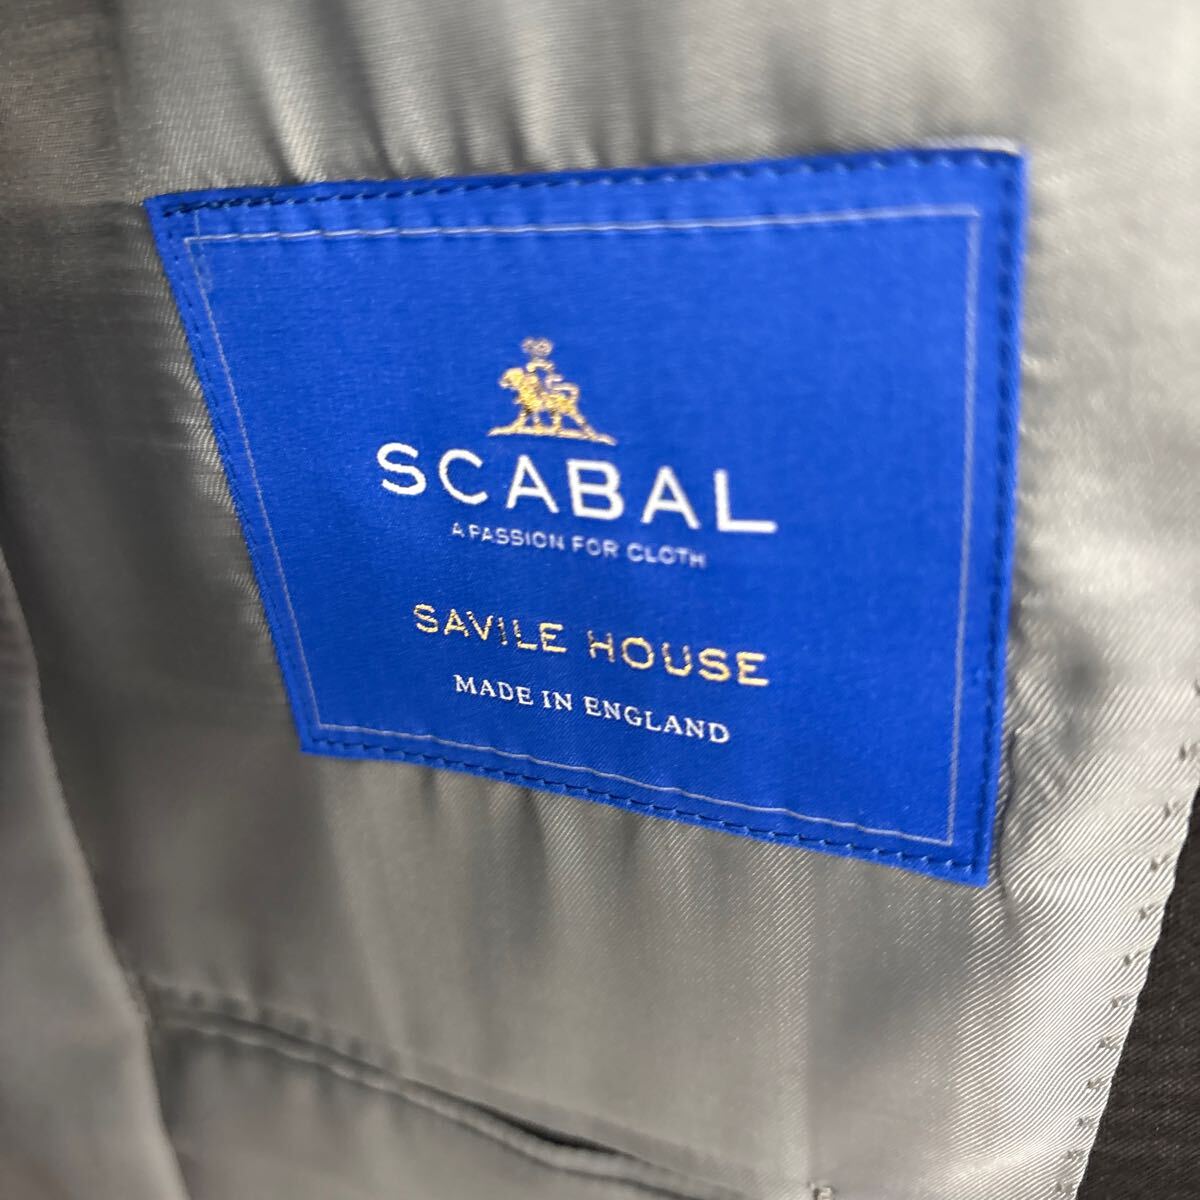 SCABAL
A PASSION FOR CLOTH
SAVILE HOUSE
MADE IN ENGLAND